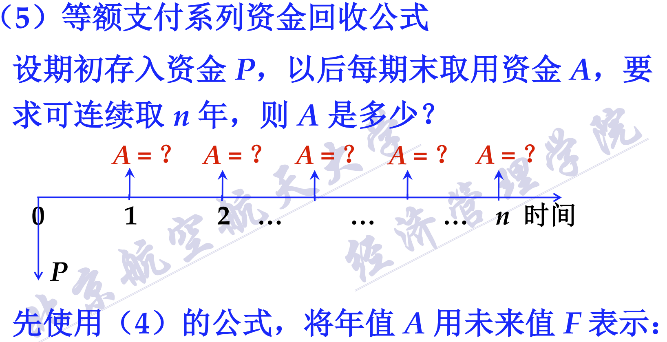 （5）等额支付系列资金回收公式
设期初存入资金 P，以后每期末取用资金 A，要
求可连续取 n 年，则 A 是多少？
A = ？ A = ？ A = ？ A = ？ A = ？
0 1 2 … … … n 时间
P
先使用（4）的公式，将年值 A 用未来值 F 表示：
北京航空航天大学
经济管理学院